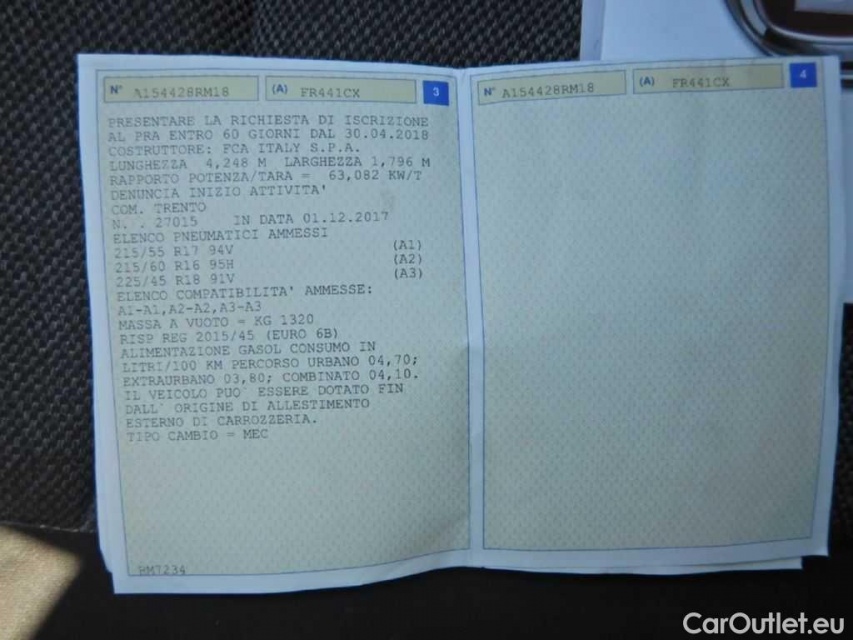 N° A154428RM18 (A) FR441CX 3
PRESENTARE LA RICHIESTA DI ISCRIZIONE
AL PRA ENTRO 60 GIORNI DAL 30.04.2018
COSTRUTTORE: FCA ITALY S.P.A.
LUNGHEZZA 4,248 M LARGHEZZA 1,796 M
RAPPORTO POTENZA/TARA = 63,082 KW/T
DENUNCIA INIZIO ATTIVITA'
COM. TRENTO
N. . 27015 IN DATA 01.12.2017
ELENCO PNEUMATICI AMMESSI
215/55 R17 94V (A1)
215/60 R16 95H (A2)
225/45 R18 91V (A3)
ELENCO COMPATIBILITA' AMMESSE:
A1-A1,A2-A2,A3-A3
MASSA A VUOTO = KG 1320
RISP REG 2015/45 (EURO 6B)
ALIMENTAZIONE GASOL CONSUMO IN
LITRI/100 KM PERCORSO URBANO 04,70;
EXTRAURBANO 03,80; COMBINATO 04,10.
IL VEICOLO PUO' ESSERE DOTATO FIN
DALL' ORIGINE DI ALLESTIMENTO
ESTERNO DI CARROZZERIA.
TIPO CAMBIO = MEC
RM7234
N° A154428RM18 (A) FR441CX 4
CarOutlet.eu